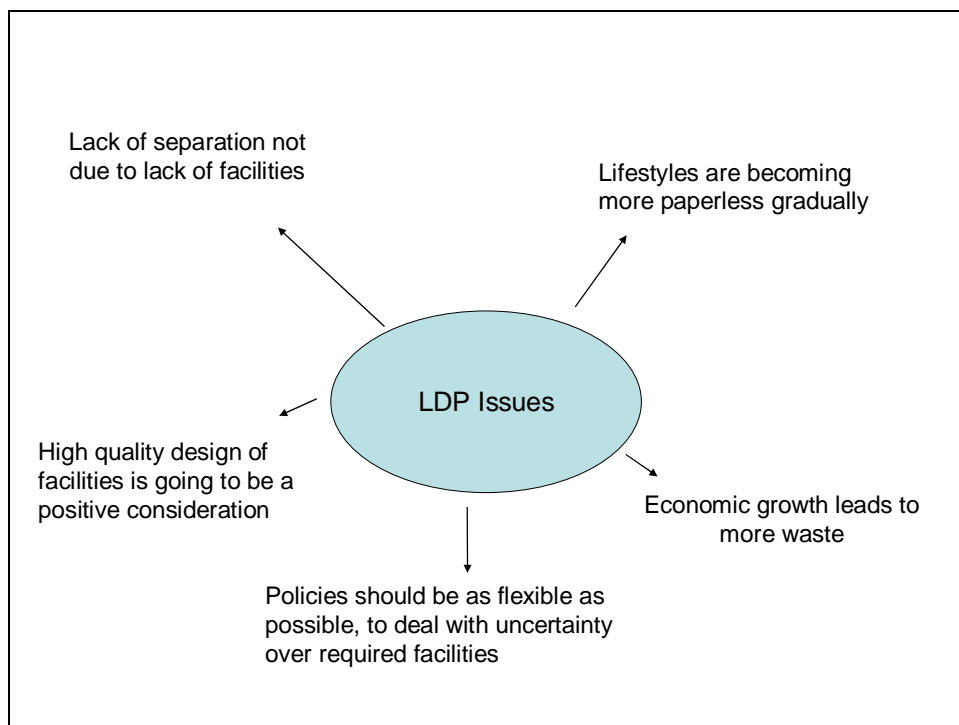 Lack of separation not
due to lack of facilities
Lifestyles are becoming
more paperless gradually
LDP Issues
High quality design of
facilities is going to be a
positive consideration
Economic growth leads to
more waste
Policies should be as flexible as
possible, to deal with uncertainty
over required facilities